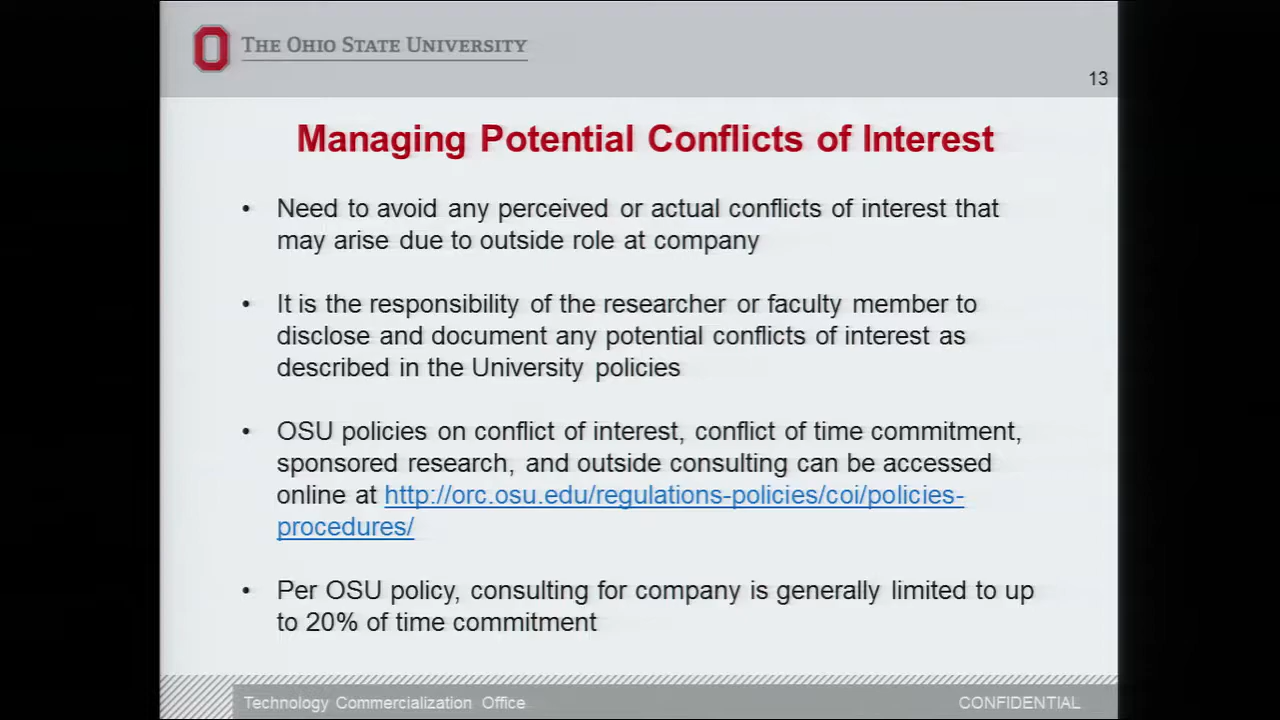 THE OHIO STATE UNIVERSITY
13
Managing Potential Conflicts of Interest
• Need to avoid any perceived or actual conflicts of interest that
may arise due to outside role at company
• It is the responsibility of the researcher or faculty member to
disclose and document any potential conflicts of interest as
described in the University policies
• OSU policies on conflict of interest, conflict of time commitment,
sponsored research, and outside consulting can be accessed
online at http://orc.osu.edu/regulations-policies/coi/policies-
procedures/
• Per OSU policy, consulting for company is generally limited to up
to 20% of time commitment
Technology Commercialization Office
CONFIDENTIAL